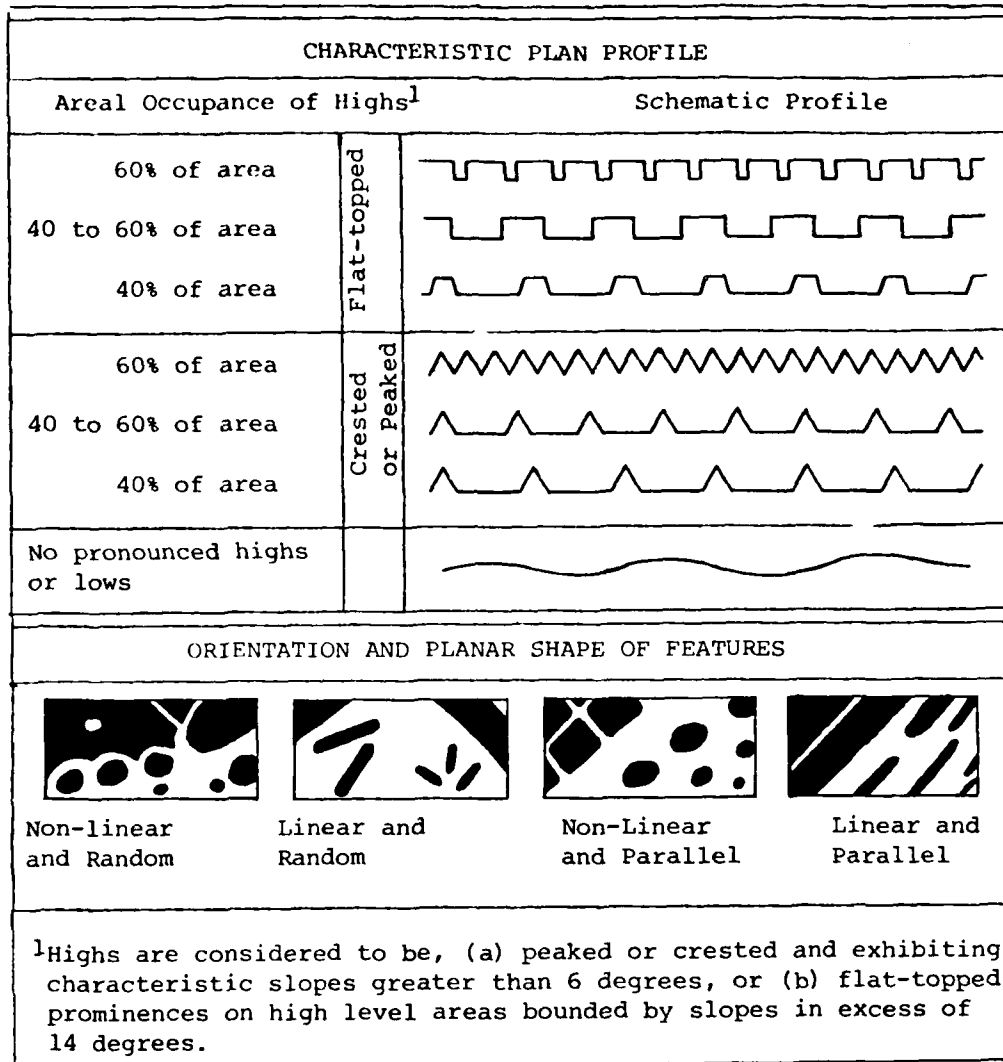 CHARACTERISTIC PLAN PROFILE
Areal Occupance of Highs1 Schematic Profile
60% of area
40 to 60% of area
40% of area
Flat-topped
60% of area
40 to 60% of area
40% of area
Crested
or Peaked
No pronounced highs
or lows
ORIENTATION AND PLANAR SHAPE OF FEATURES
Non-linear
and Random
Linear and
Random
Non-Linear
and Parallel
Linear and
Parallel
1Highs are considered to be, (a) peaked or crested and exhibiting
characteristic slopes greater than 6 degrees, or (b) flat-topped
prominences on high level areas bounded by slopes in excess of
14 degrees.